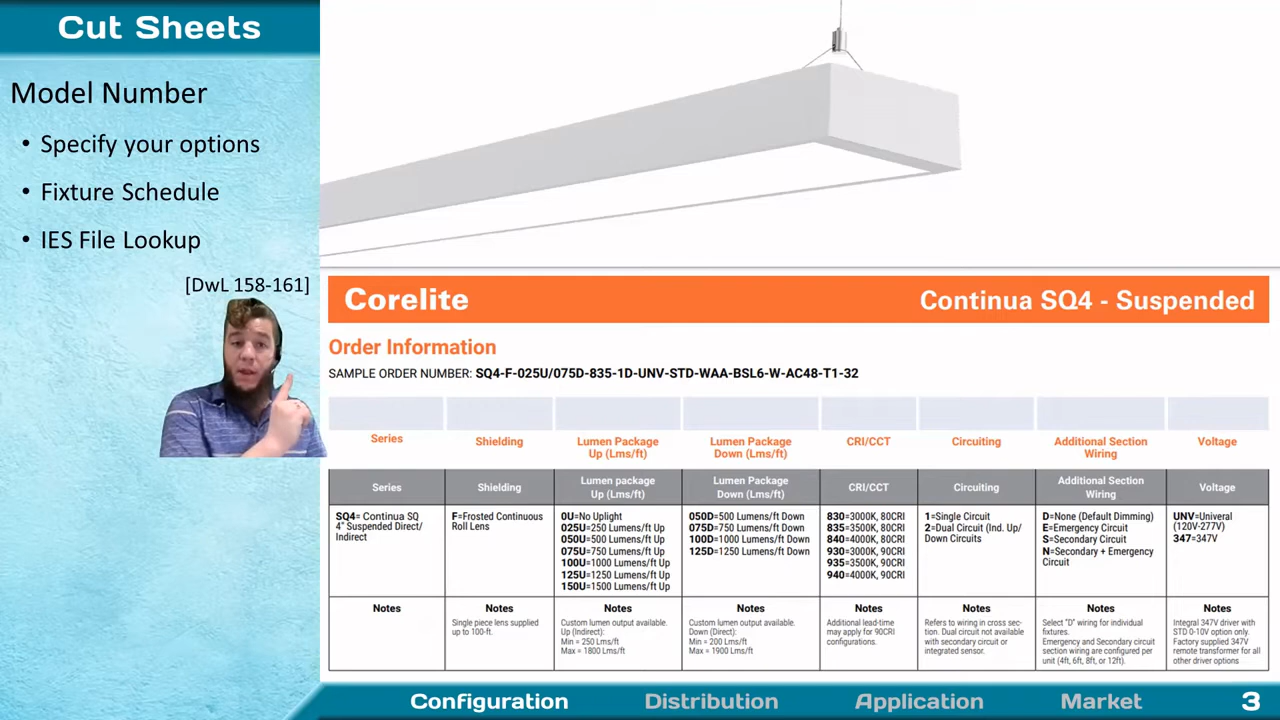 Cut Sheets
Model Number
• Specify your options
• Fixture Schedule
• IES File Lookup
[DwL 158-161]
Corelite
Continua SQ4 - Suspended
Order Information
SAMPLE ORDER NUMBER: SQ4-F-025U/075D-835-1D-UNV-STD-WAA-BSL6-W-AC48-T1-32
Series
Shielding
Lumen Package
Up (Lms/ft)
Lumen Package
Down (Lms/ft)
CRI/CCT
Circuiting
Additional Section
Wiring
Voltage
Series
Shielding
Lumen package
Up (Lms/ft)
Lumen Package
Down (Lms/ft)
CRI/CCT
Circuiting
Additional Section
Wiring
Voltage
SQ4= Continua SQ
4" Suspended Direct/
Indirect
F=Frosted Continuous
Roll Lens
0U=No Uplight
025U=250 Lumens/ft Up
050U=500 Lumens/ft Up
075U=750 Lumens/ft Up
100U=1000 Lumens/ft Up
125U=1250 Lumens/ft Up
150U=1500 Lumens/ft Up
050D=500 Lumens/ft Down
075D=750 Lumens/ft Down
100D=1000 Lumens/ft Down
125D=1250 Lumens/ft Down
830=3000K, 80CRI
835=3500K, 80CRI
840=4000K, 80CRI
930=3000K, 90CRI
935=3500K, 90CRI
940=4000K, 90CRI
1=Single Circuit
2=Dual Circuit (Ind. Up/
Down Circuits
D=None (Default Dimming)
E=Emergency Circuit
S=Secondary Circuit
N=Secondary + Emergency
Circuit
UNV=Univeral
(120V-277V)
347=347V
Notes
Notes
Single piece lens supplied
up to 100-ft.
Notes
Custom lumen output available.
Up (Indirect):
Min = 250 Lms/ft
Max = 1800 Lms/ft
Notes
Custom lumen output available.
Down (Direct):
Min = 200 Lms/ft
Max = 1900 Lms/ft
Notes
Additional lead-time
may apply for 90CRI
configurations.
Notes
Refers to wiring in cross sec-
tion. Dual circuit not available
with secondary circuit or
integrated sensor.
Notes
Select "D" wiring for individual
fixtures.
Emergency and Secondary circuit
section wiring are configured per
unit (4ft, 6ft, 8ft, or 12ft).
Notes
Integral 347V driver with
STD 0-10V option only.
Factory supplied 347V
remote transformer for all
other driver options
Configuration
Distribution
Application
Market
3